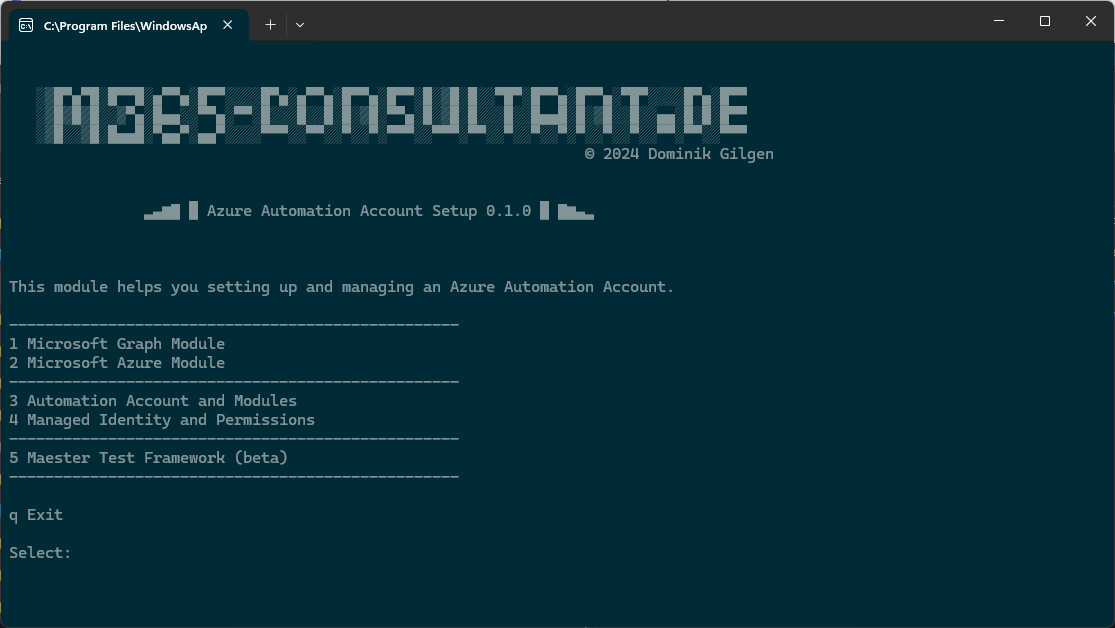 C:\Program Files\WindowsAp
M365-CONSULTANT.DE
© 2024 Dominik Gilgen
Azure Automation Account Setup 0.1.0
This module helps you setting up and managing an Azure Automation Account.
--------------------------------------------------
1 Microsoft Graph Module
2 Microsoft Azure Module
--------------------------------------------------
3 Automation Account and Modules
4 Managed Identity and Permissions
--------------------------------------------------
5 Maester Test Framework (beta)
--------------------------------------------------
q Exit
Select: